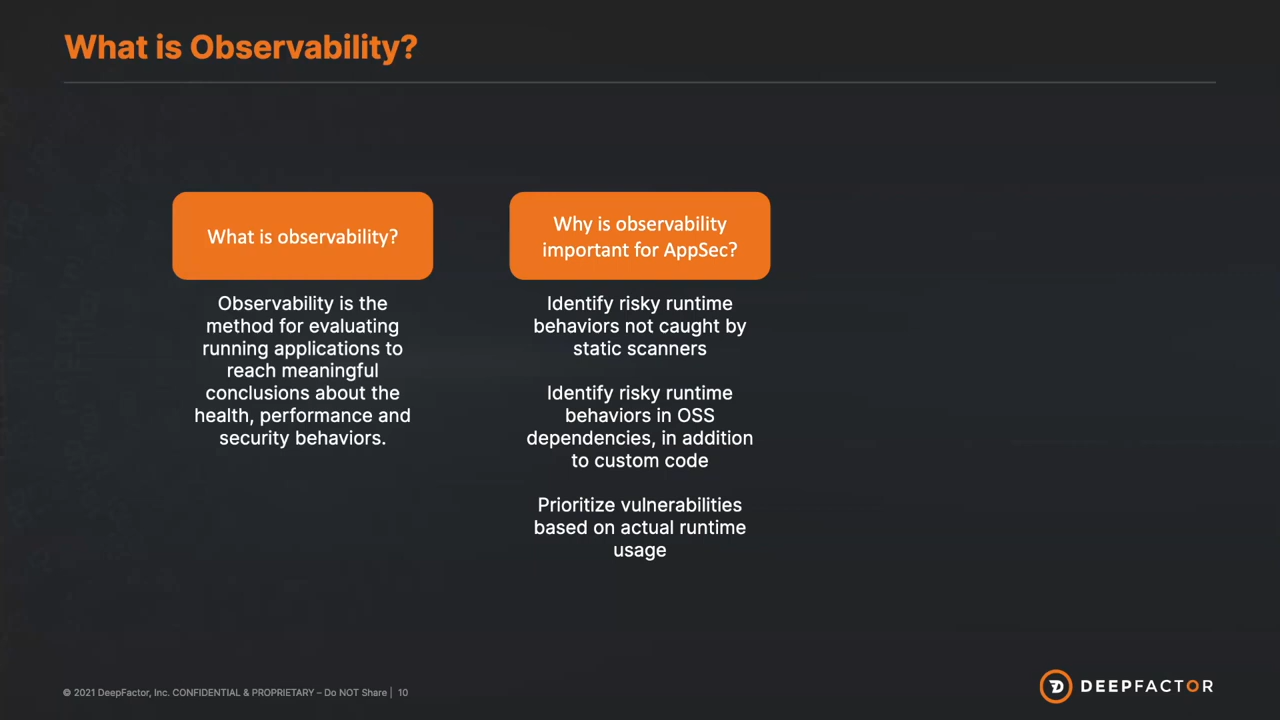 What is Observability?
What is observability?
Observability is the
method for evaluating
running applications to
reach meaningful
conclusions about the
health, performance and
security behaviors.
Why is observability
important for AppSec?
Identify risky runtime
behaviors not caught by
static scanners
Identify risky runtime
behaviors in OSS
dependencies, in addition
to custom code
Prioritize vulnerabilities
based on actual runtime
usage
© 2021 DeepFactor, Inc. CONFIDENTIAL & PROPRIETARY – Do NOT Share | 10
DEEPFACTOR